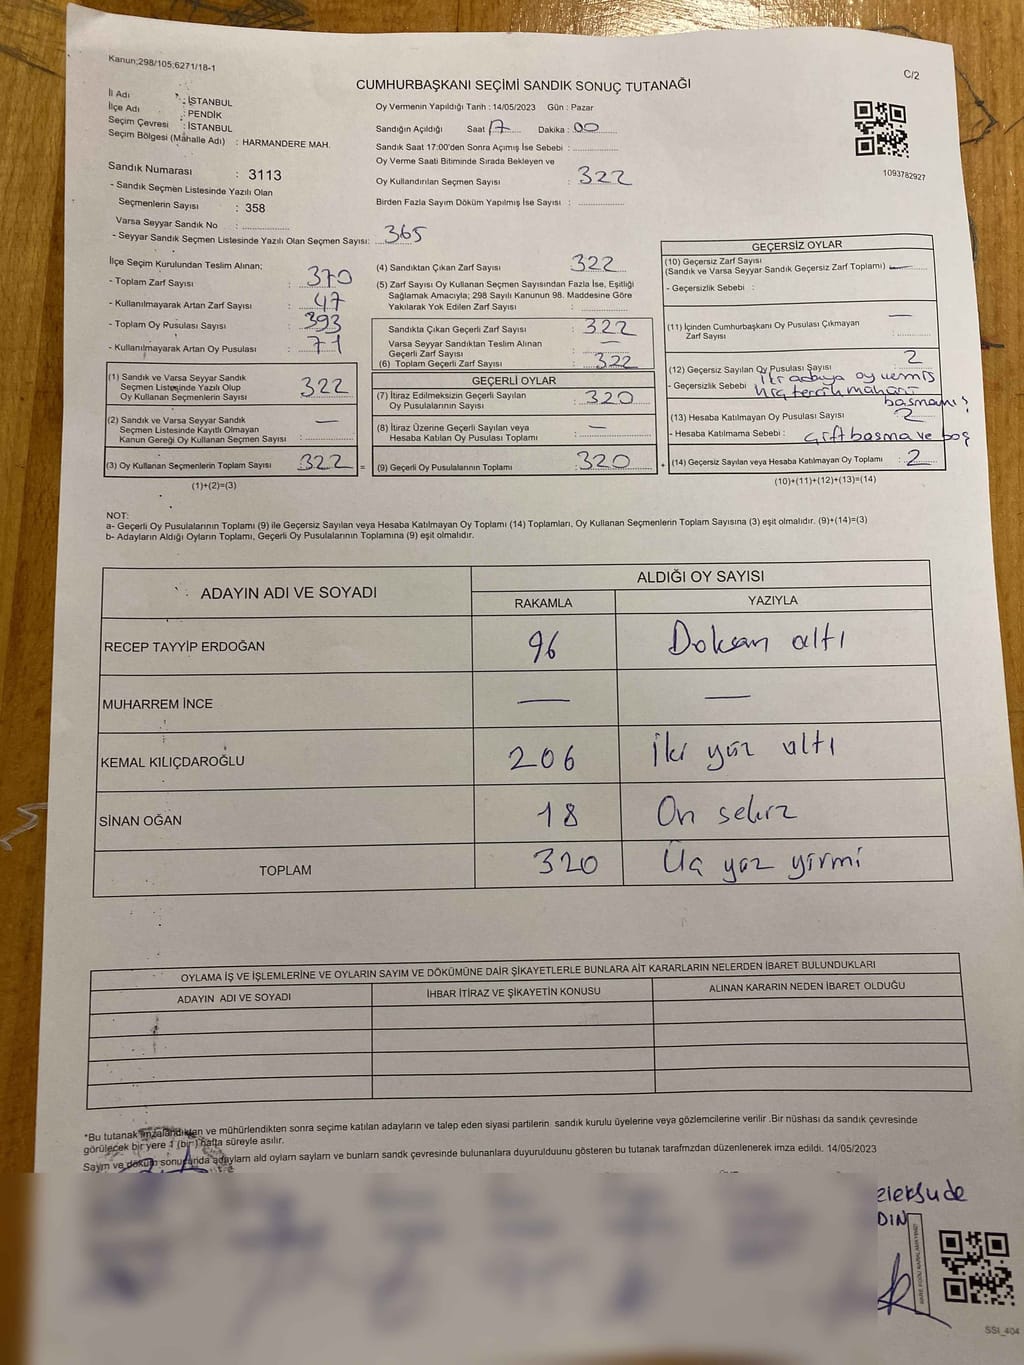 Kanun;298/105;6271/18-1
C/2
CUMHURBAŞKANI SEÇİMİ SANDIK SONUÇ TUTANAĞI
İl Adı : İSTANBUL
İlçe Adı : PENDİK
Seçim Çevresi : İSTANBUL
Seçim Bölgesi (Mahalle Adı) : HARMANDERE MAH.
Sandık Numarası : 3113
- Sandık Seçmen Listesinde Yazılı Olan
Seçmenlerin Sayısı : 358
Varsa Seyyar Sandık No :
- Seyyar Sandık Seçmen Listesinde Yazılı Olan Seçmen Sayısı: 365
Oy Vermenin Yapıldığı Tarih : 14/05/2023 Gün : Pazar
Sandığın Açıldığı Saat 17 Dakika : 00
Sandık Saat 17:00'den Sonra Açımış İse Sebebi :
Oy Verme Saati Bitiminde Sırada Bekleyen ve
Oy Kullandırılan Seçmen Sayısı : 322
Birden Fazla Sayım Döküm Yapılmış İse Sayısı :
1093782927
İlçe Seçim Kurulundan Teslim Alınan;
- Toplam Zarf Sayısı : 370
- Kullanılmayarak Artan Zarf Sayısı : 47
- Toplam Oy Pusulası Sayısı : 393
- Kullanılmayarak Artan Oy Pusulası : 71
(1) Sandık ve Varsa Seyyar Sandık
Seçmen Listesinde Yazılı Olup
Oy Kullanan Seçmenlerin Sayısı : 322
(2) Sandık ve Varsa Seyyar Sandık
Seçmen Listesinde Kayıtlı Olmayan
Kanun Gereği Oy Kullanan Seçmen Sayısı : —
(3) Oy Kullanan Seçmenlerin Toplam Sayısı : 322 =
(1)+(2)=(3)
(4) Sandıktan Çıkan Zarf Sayısı : 322
(5) Zarf Sayısı Oy Kullanan Seçmen Sayısından Fazla İse, Eşitliği
Sağlamak Amacıyla; 298 Sayılı Kanunun 98. Maddesine Göre
Yakılarak Yok Edilen Zarf Sayısı :
Sandıkta Çıkan Geçerli Zarf Sayısı : 322
Varsa Seyyar Sandıktan Teslim Alınan
Geçerli Zarf Sayısı : —
(6) Toplam Geçerli Zarf Sayısı : 322
GEÇERLİ OYLAR
(7) İtiraz Edilmeksizin Geçerli Sayılan
Oy Pusulalarının Sayısı : 320
(8) İtiraz Üzerine Geçerli Sayılan veya
Hesaba Katılan Oy Pusulası Toplamı : —
(9) Geçerli Oy Pusulalarının Toplamı : 320 +
GEÇERSİZ OYLAR
(10) Geçersiz Zarf Sayısı
(Sandık ve Varsa Seyyar Sandık Geçersiz Zarf Toplamı) —
- Geçersizlik Sebebi :
(11) İçinden Cumhurbaşkanı Oy Pusulası Çıkmayan
Zarf Sayısı : —
(12) Geçersiz Sayılan Oy Pusulası Sayısı : 2
- Geçersizlik Sebebi : iki adaya oy vermiş
hiç tercih mühürü
basmamış
(13) Hesaba Katılmayan Oy Pusulası Sayısı : 2
- Hesaba Katılmama Sebebi : Çift basma ve boş
(14) Geçersiz Sayılan veya Hesaba Katılmayan Oy Toplamı : 2
(10)+(11)+(12)+(13)=(14)
NOT:
a- Geçerli Oy Pusulalarının Toplamı (9) ile Geçersiz Sayılan veya Hesaba Katılmayan Oy Toplamı (14) Toplamları, Oy Kullanan Seçmenlerin Toplam Sayısına (3) eşit olmalıdır. (9)+(14)=(3)
b- Adayların Aldığı Oyların Toplamı, Geçerli Oy Pusulalarının Toplamına (9) eşit olmalıdır.
ADAYIN ADI VE SOYADI
ALDIĞI OY SAYISI
RAKAMLA YAZIYLA
RECEP TAYYİP ERDOĞAN 96 Doksan altı
MUHARREM İNCE — —
KEMAL KILIÇDAROĞLU 206 İki yüz altı
SİNAN OĞAN 18 On sekiz
TOPLAM 320 Üç yüz yirmi
OYLAMA İŞ VE İŞLEMLERİNE VE OYLARIN SAYIM VE DÖKÜMÜNE DAİR ŞİKAYETLERLE BUNLARA AİT KARARLARIN NELERDEN İBARET BULUNDUKLARI
ADAYIN ADI VE SOYADI İHBAR İTİRAZ VE ŞİKAYETİN KONUSU ALINAN KARARIN NEDEN İBARET OLDUĞU
*Bu tutanak imzalandıktan ve mühürlendikten sonra seçime katılan adayların ve talep eden siyasi partilerin sandık kurulu üyelerine veya gözlemcilerine verilir .Bir nüshası da sandık çevresinde
görülecek bir yere 1 (bir ) hafta süreyle asılır.
Sayım ve döküm sonucarida adayların ald oyların sayların ve bunların sandk çevresinde bulunanlara duyurulduunu gösteren bu tutanak tarafmzdan düzenlenerek imza edildi. 14/05/2023
DIN
SSI_404